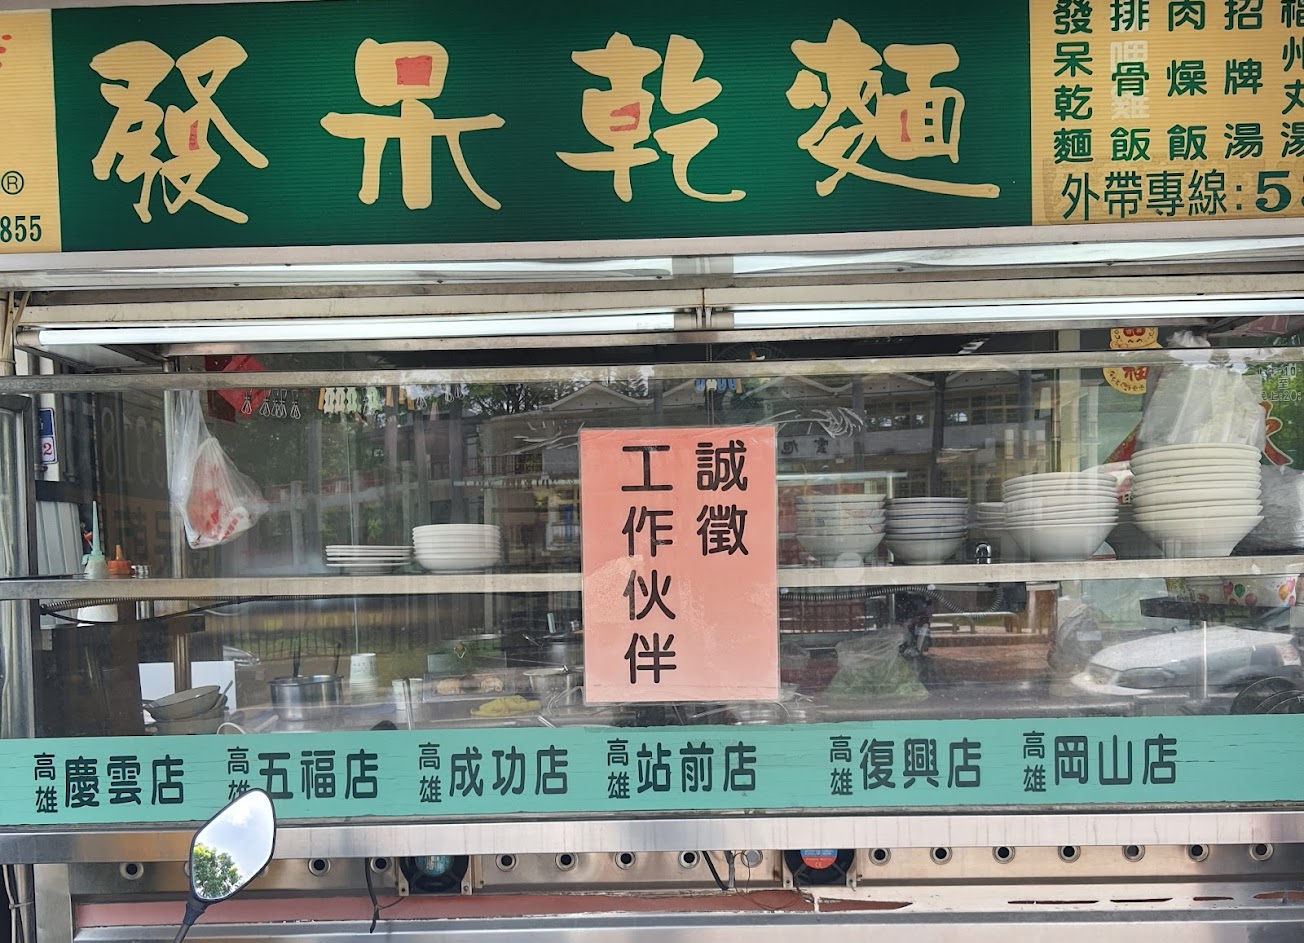 發呆乾麵
®
855
發呆乾麵
排骨飯
肉燥飯
招牌湯
福州丸湯
外帶專線:5
誠徵
工作伙伴
福
高雄慶雲店
高雄五福店
高雄成功店
高雄站前店
高雄復興店
高雄岡山店